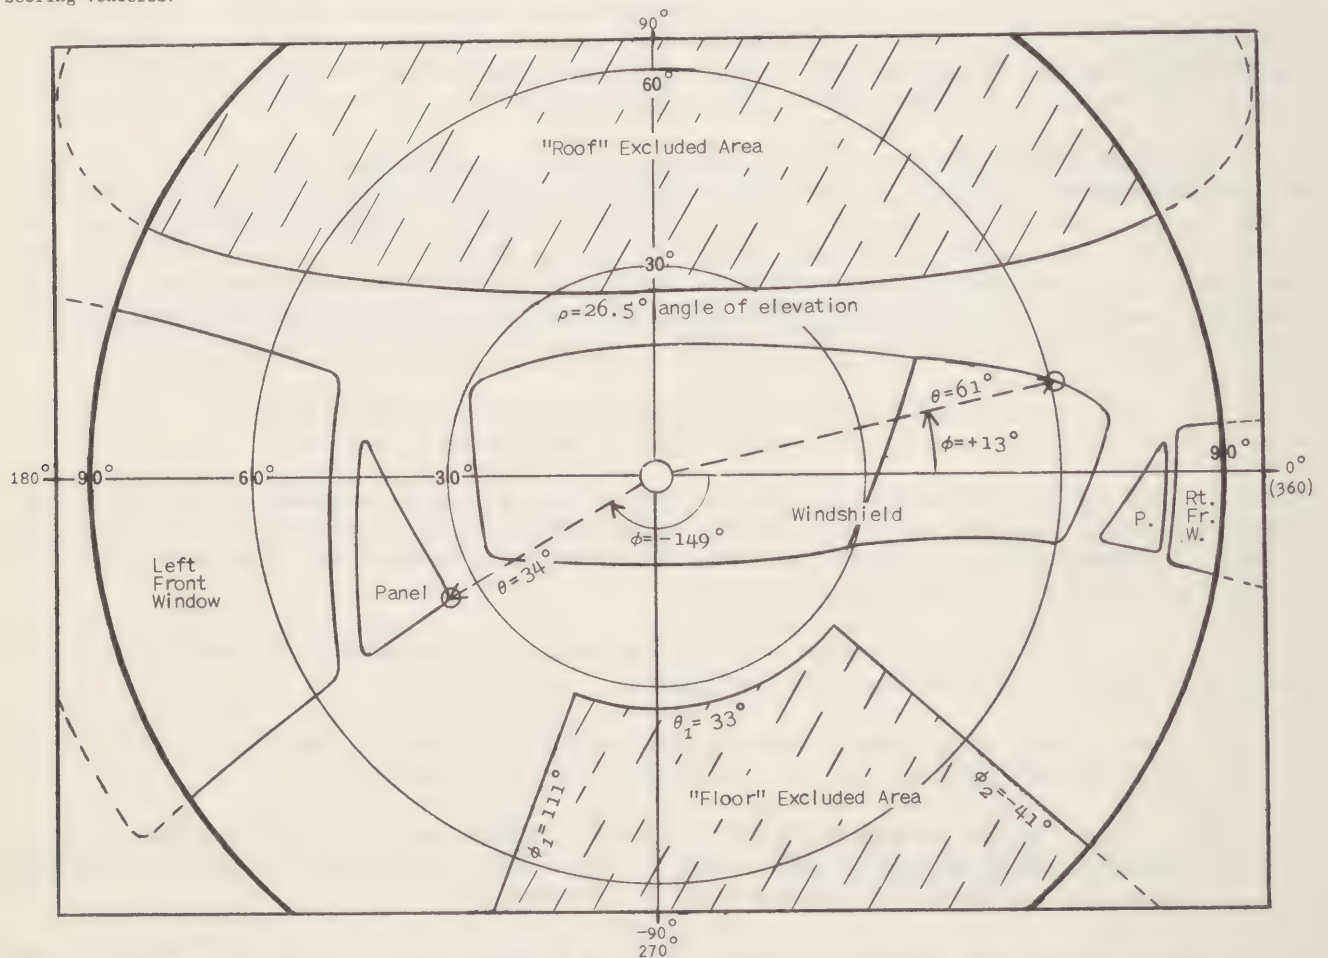 scoring vehicle.
90°
60°
"Roof" Excluded Area
30°
ρ=26.5° angle of elevation
θ=61°
φ=+13°
180°
90°
60°
30°
90°
0°
(360)
Windshield
P.
Rt.
Fr.
W.
φ=-149°
θ=34°
Left
Front
Window
Panel
θ₁=33°
"Floor" Excluded Area
φ₁=111°
φ₂=-41°
-90°
270°